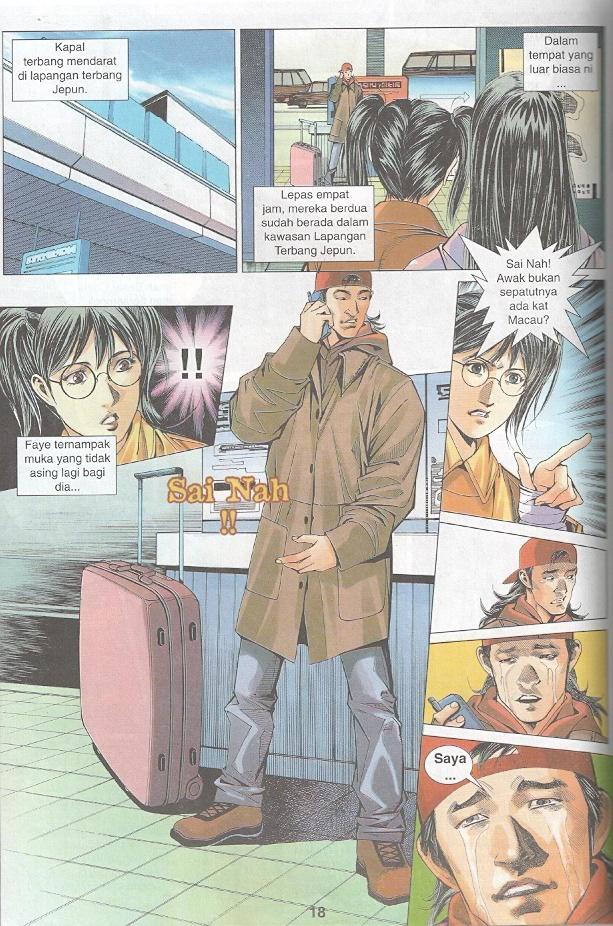 Kapal
terbang mendarat
di lapangan terbang
Jepun.
Dalam
tempat yang
luar biasa ni
...
Lepas empat
jam, mereka berdua
sudah berada dalam
kawasan Lapangan
Terbang Jepun.
Sai Nah!
Awak bukan
sepatutnya
ada kat
Macau?
!!
Faye ternampak
muka yang tidak
asing lagi bagi
dia...
Sai Nah
!!
Saya
...
18